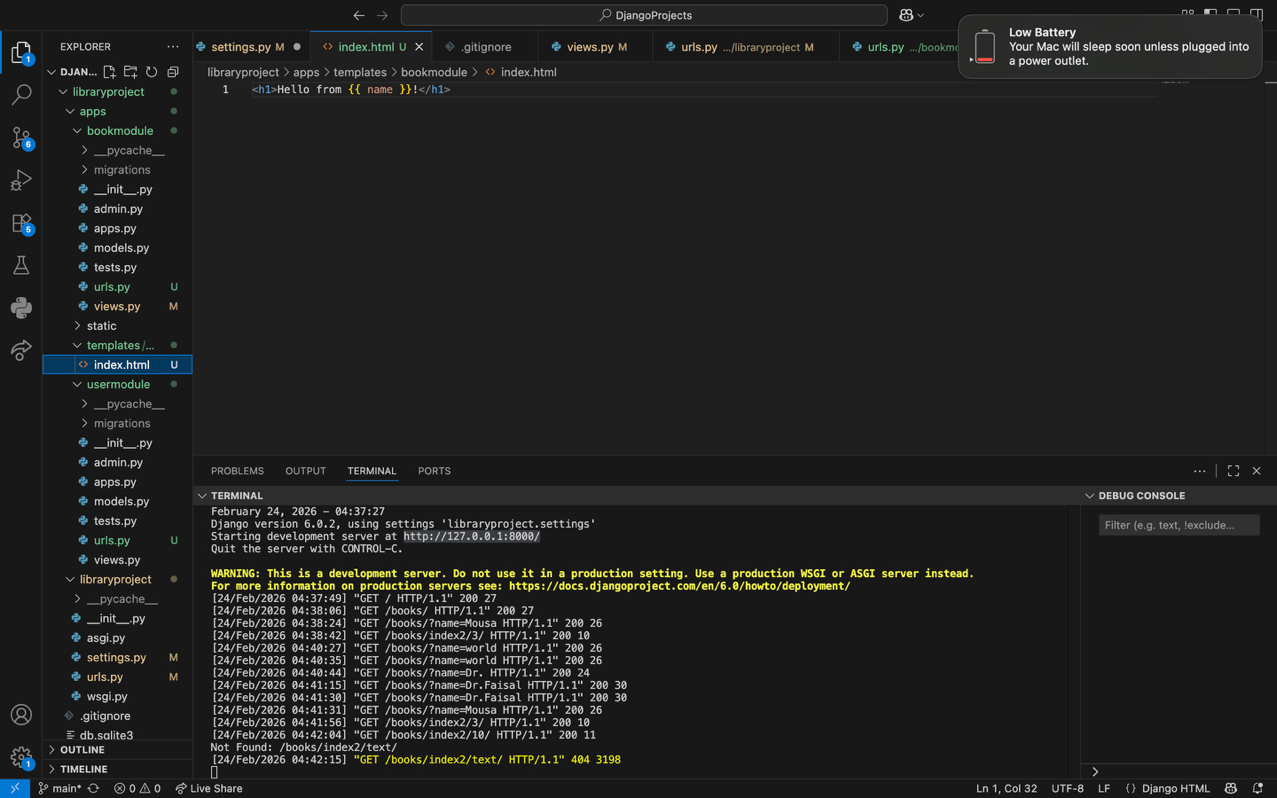 DjangoProjects
Low Battery
Your Mac will sleep soon unless plugged into
a power outlet.
EXPLORER
settings.py M
index.html U
.gitignore
views.py M
urls.py .../libraryproject M
urls.py .../bookm
DJAN...
libraryproject > apps > templates > bookmodule > <> index.html
1 <h1>Hello from {{ name }}!</h1>
libraryproject
apps
bookmodule
__pycache__
migrations
__init__.py
admin.py
apps.py
models.py
tests.py
urls.py U
views.py M
static
templates/...
index.html U
usermodule
__pycache__
migrations
__init__.py
admin.py
apps.py
models.py
tests.py
urls.py U
views.py
libraryproject
__pycache__
__init__.py
asgi.py
settings.py M
urls.py M
wsgi.py
.gitignore
db.sqlite3
OUTLINE
TIMELINE
1
6
5
1
PROBLEMS OUTPUT TERMINAL PORTS
TERMINAL
February 24, 2026 - 04:37:27
Django version 6.0.2, using settings 'libraryproject.settings'
Starting development server at http://127.0.0.1:8000/
Quit the server with CONTROL-C.
WARNING: This is a development server. Do not use it in a production setting. Use a production WSGI or ASGI server instead.
For more information on production servers see: https://docs.djangoproject.com/en/6.0/howto/deployment/
[24/Feb/2026 04:37:49] "GET / HTTP/1.1" 200 27
[24/Feb/2026 04:38:06] "GET /books/ HTTP/1.1" 200 27
[24/Feb/2026 04:38:24] "GET /books/?name=Mousa HTTP/1.1" 200 26
[24/Feb/2026 04:38:42] "GET /books/index2/3/ HTTP/1.1" 200 10
[24/Feb/2026 04:40:27] "GET /books/?name=world HTTP/1.1" 200 26
[24/Feb/2026 04:40:35] "GET /books/?name=world HTTP/1.1" 200 26
[24/Feb/2026 04:40:44] "GET /books/?name=Dr. HTTP/1.1" 200 24
[24/Feb/2026 04:41:15] "GET /books/?name=Dr.Faisal HTTP/1.1" 200 30
[24/Feb/2026 04:41:30] "GET /books/?name=Dr.Faisal HTTP/1.1" 200 30
[24/Feb/2026 04:41:31] "GET /books/?name=Mousa HTTP/1.1" 200 26
[24/Feb/2026 04:41:56] "GET /books/index2/3/ HTTP/1.1" 200 10
[24/Feb/2026 04:42:04] "GET /books/index2/10/ HTTP/1.1" 200 11
Not Found: /books/index2/text/
[24/Feb/2026 04:42:15] "GET /books/index2/text/ HTTP/1.1" 404 3198
DEBUG CONSOLE
Filter (e.g. text, !exclude...
main* 0 0 Live Share
Ln 1, Col 32 UTF-8 LF {} Django HTML